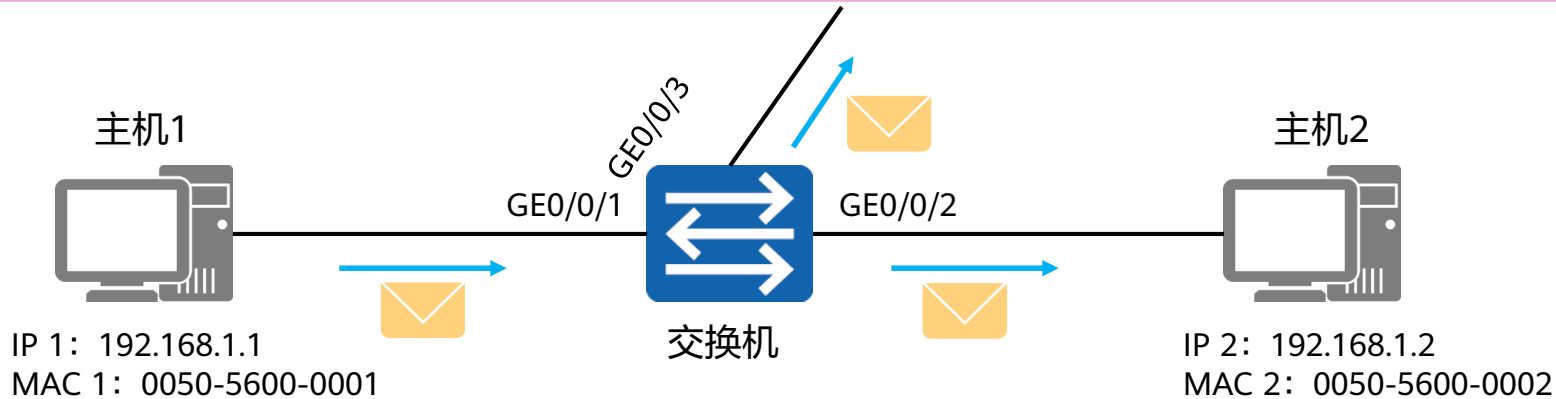 主机1
GE0/0/3
主机2
GE0/0/1
GE0/0/2
交换机
IP 1：192.168.1.1
MAC 1：0050-5600-0001
IP 2：192.168.1.2
MAC 2：0050-5600-0002